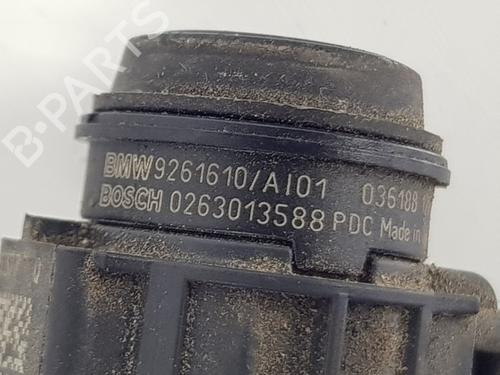 B-PARTS
BMW 9261610/AI01 036188
BOSCH 0263013588 PDC Made in